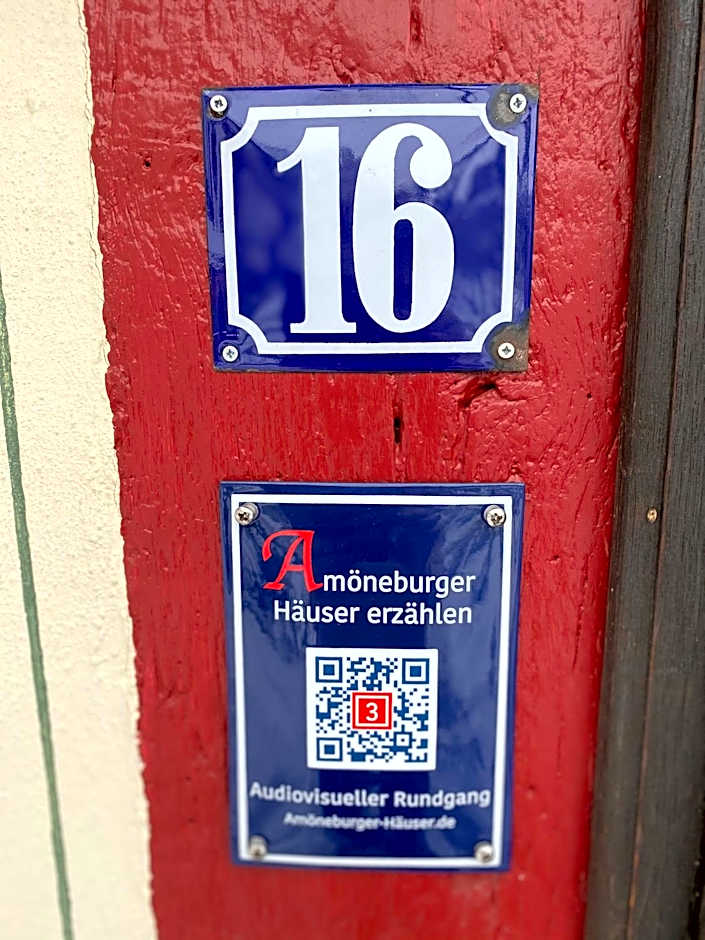 16
Amöneburger
Häuser erzählen
3
Audiovisueller Rundgang
Amöneburger-Häuser.de